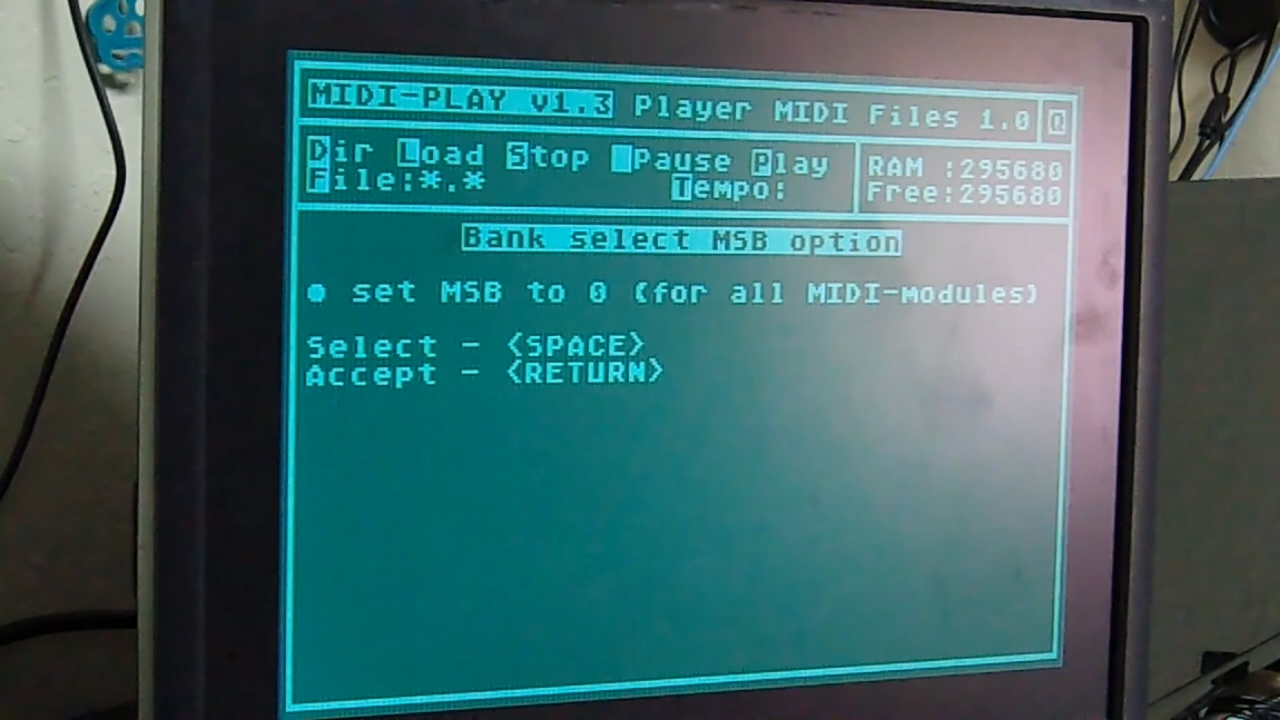 MIDI-PLAY v1.3 Player MIDI Files 1.0 Q
Dir Load Stop Pause Play
File:*.* Tempo:
RAM :295680
Free:295680
Bank select MSB option
● set MSB to 0 (for all MIDI-modules)
Select - <SPACE>
Accept - <RETURN>